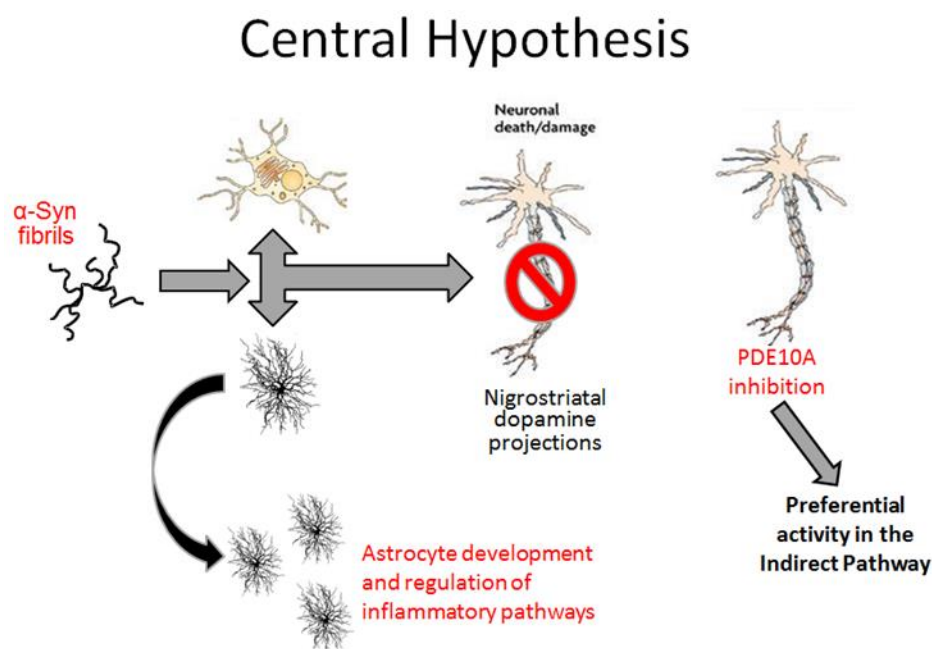 Central Hypothesis
Neuronal
death/damage
α-Syn
fibrils
PDE10A
inhibition
Nigrostriatal
dopamine
projections
Preferential
activity in the
Indirect Pathway
Astrocyte development
and regulation of
inflammatory pathways